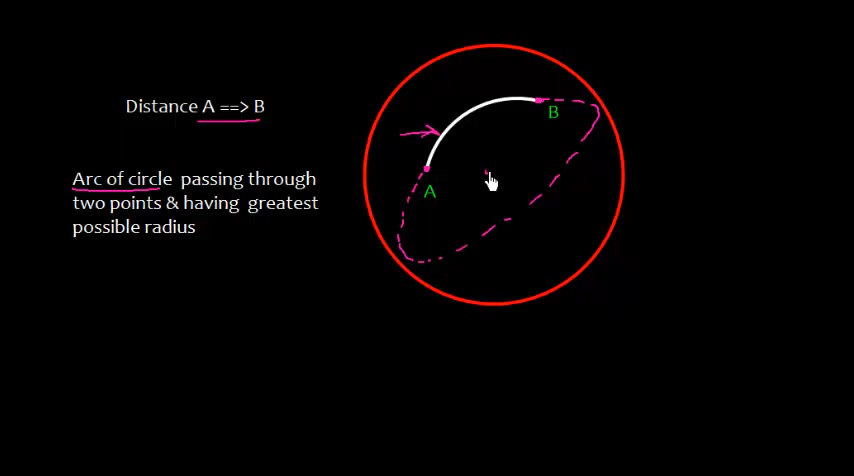 Distance A ==> B
Arc of circle passing through
two points & having greatest
possible radius
A
B